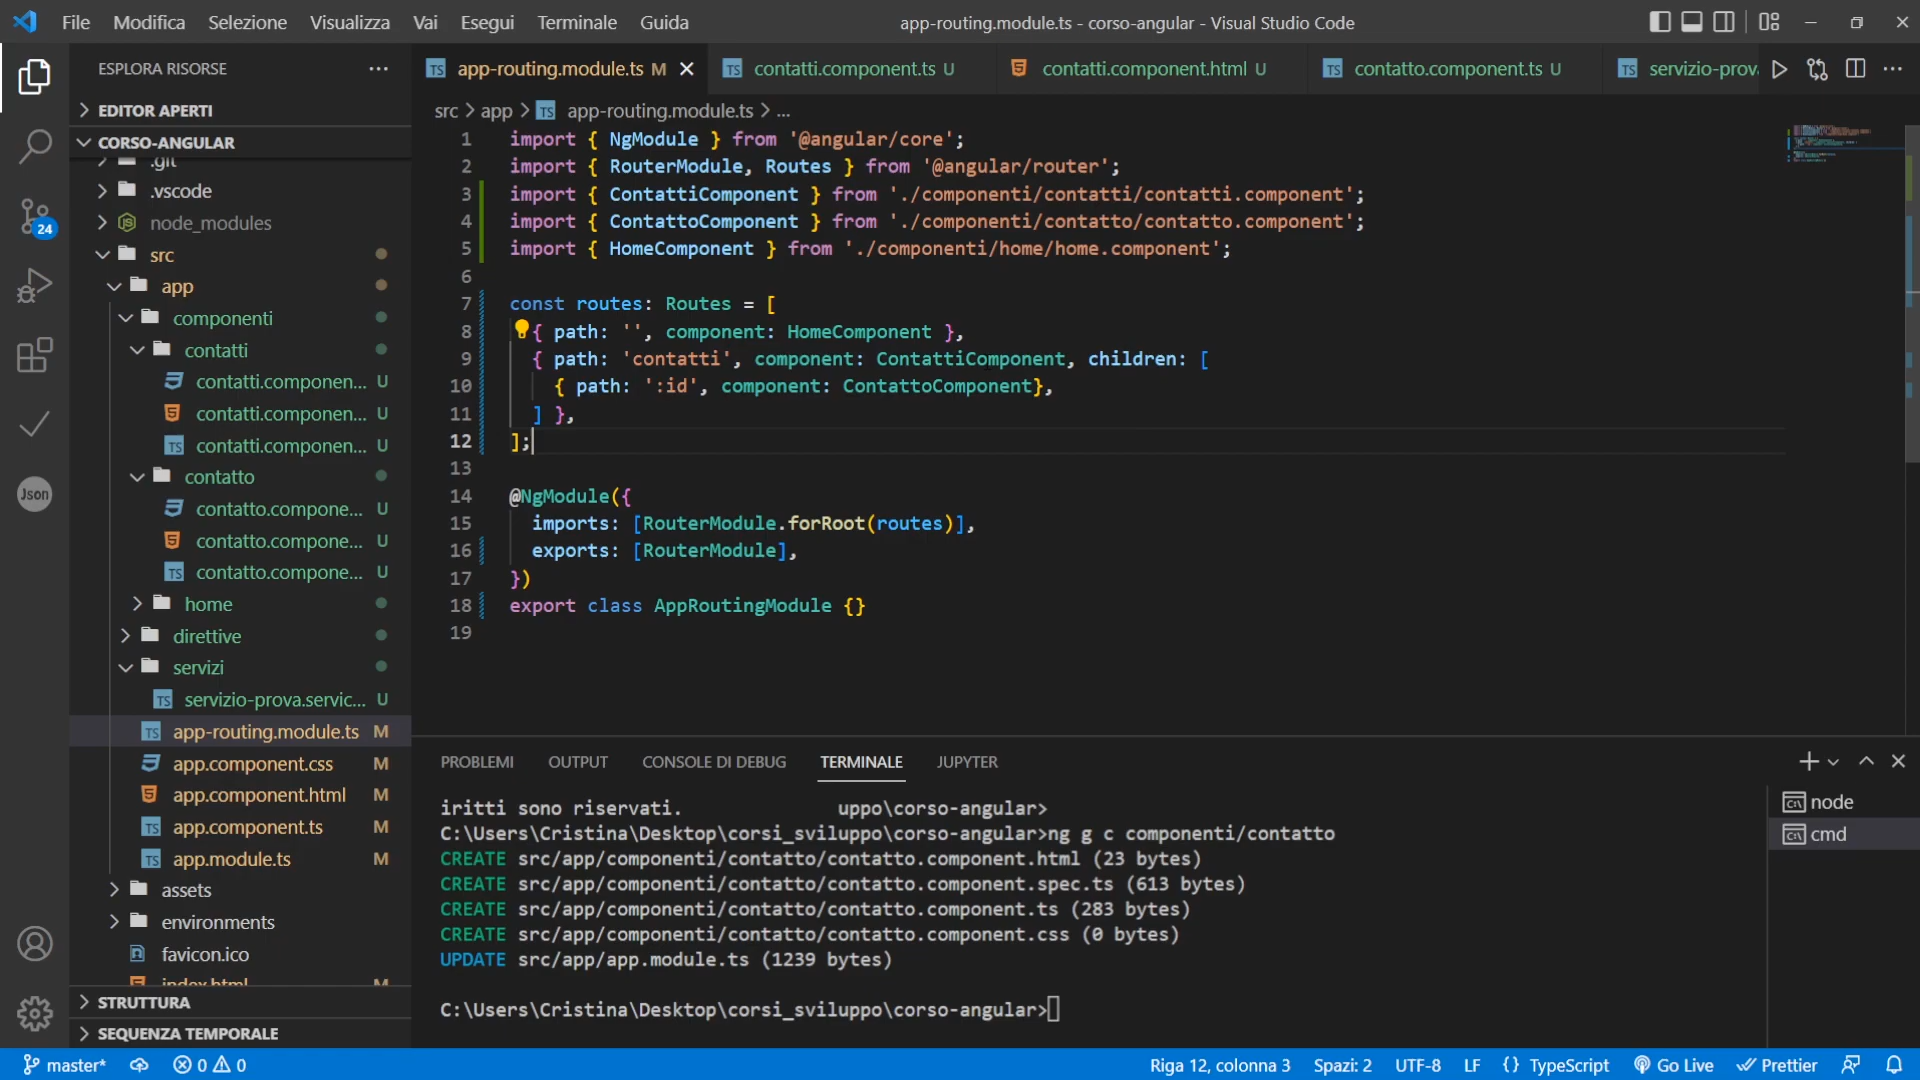 File Modifica Selezione Visualizza Vai Esegui Terminale Guida
app-routing.module.ts - corso-angular - Visual Studio Code
ESPLORA RISORSE
EDITOR APERTI
CORSO-ANGULAR
.git
.vscode
node_modules
src
app
componenti
contatti
contatti.componen... U
contatti.componen... U
contatti.componen... U
contatto
contatto.compone... U
contatto.compone... U
contatto.compone... U
home
direttive
servizi
servizio-prova.servic... U
app-routing.module.ts M
app.component.css M
app.component.html M
app.component.ts M
app.module.ts M
assets
environments
favicon.ico
index.html M
STRUTTURA
SEQUENZA TEMPORALE
24
Json
app-routing.module.ts M
contatti.component.ts U
contatti.component.html U
contatto.component.ts U
servizio-prova
src > app > TS app-routing.module.ts > ...
1 import { NgModule } from '@angular/core';
2 import { RouterModule, Routes } from '@angular/router';
3 import { ContattiComponent } from './componenti/contatti/contatti.component';
4 import { ContattoComponent } from './componenti/contatto/contatto.component';
5 import { HomeComponent } from './componenti/home/home.component';
6
7 const routes: Routes = [
8 { path: '', component: HomeComponent },
9 { path: 'contatti', component: ContattiComponent, children: [
10 { path: ':id', component: ContattoComponent},
11 ] },
12 ];
13
14 @NgModule({
15 imports: [RouterModule.forRoot(routes)],
16 exports: [RouterModule],
17 })
18 export class AppRoutingModule {}
19
PROBLEMI OUTPUT CONSOLE DI DEBUG TERMINALE JUPYTER
iritti sono riservati. uppo\corso-angular>
C:\Users\Cristina\Desktop\corsi_sviluppo\corso-angular>ng g c componenti/contatto
CREATE src/app/componenti/contatto/contatto.component.html (23 bytes)
CREATE src/app/componenti/contatto/contatto.component.spec.ts (613 bytes)
CREATE src/app/componenti/contatto/contatto.component.ts (283 bytes)
CREATE src/app/componenti/contatto/contatto.component.css (0 bytes)
UPDATE src/app/app.module.ts (1239 bytes)
C:\Users\Cristina\Desktop\corsi_sviluppo\corso-angular>
node
cmd
master* 0 0 Riga 12, colonna 3 Spazi: 2 UTF-8 LF {} TypeScript Go Live Prettier